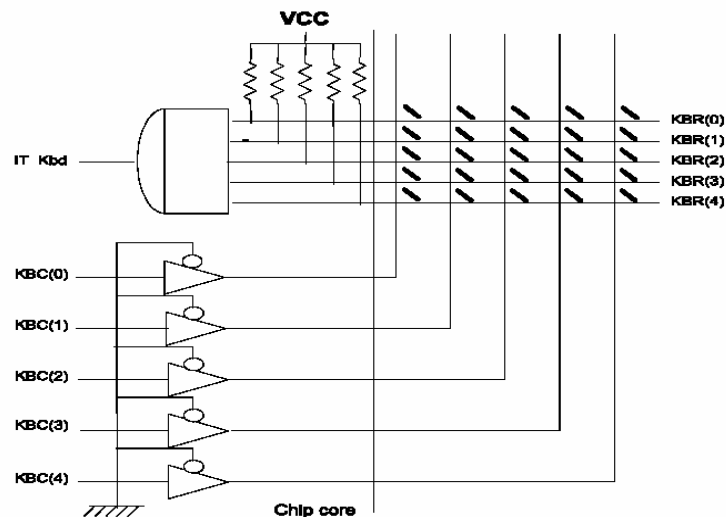 VCC
KBR(0)
KBR(1)
IT Kbd
KBR(2)
KBR(3)
KBR(4)
KBC(0)
KBC(1)
KBC(2)
KBC(3)
KBC(4)
Chip core